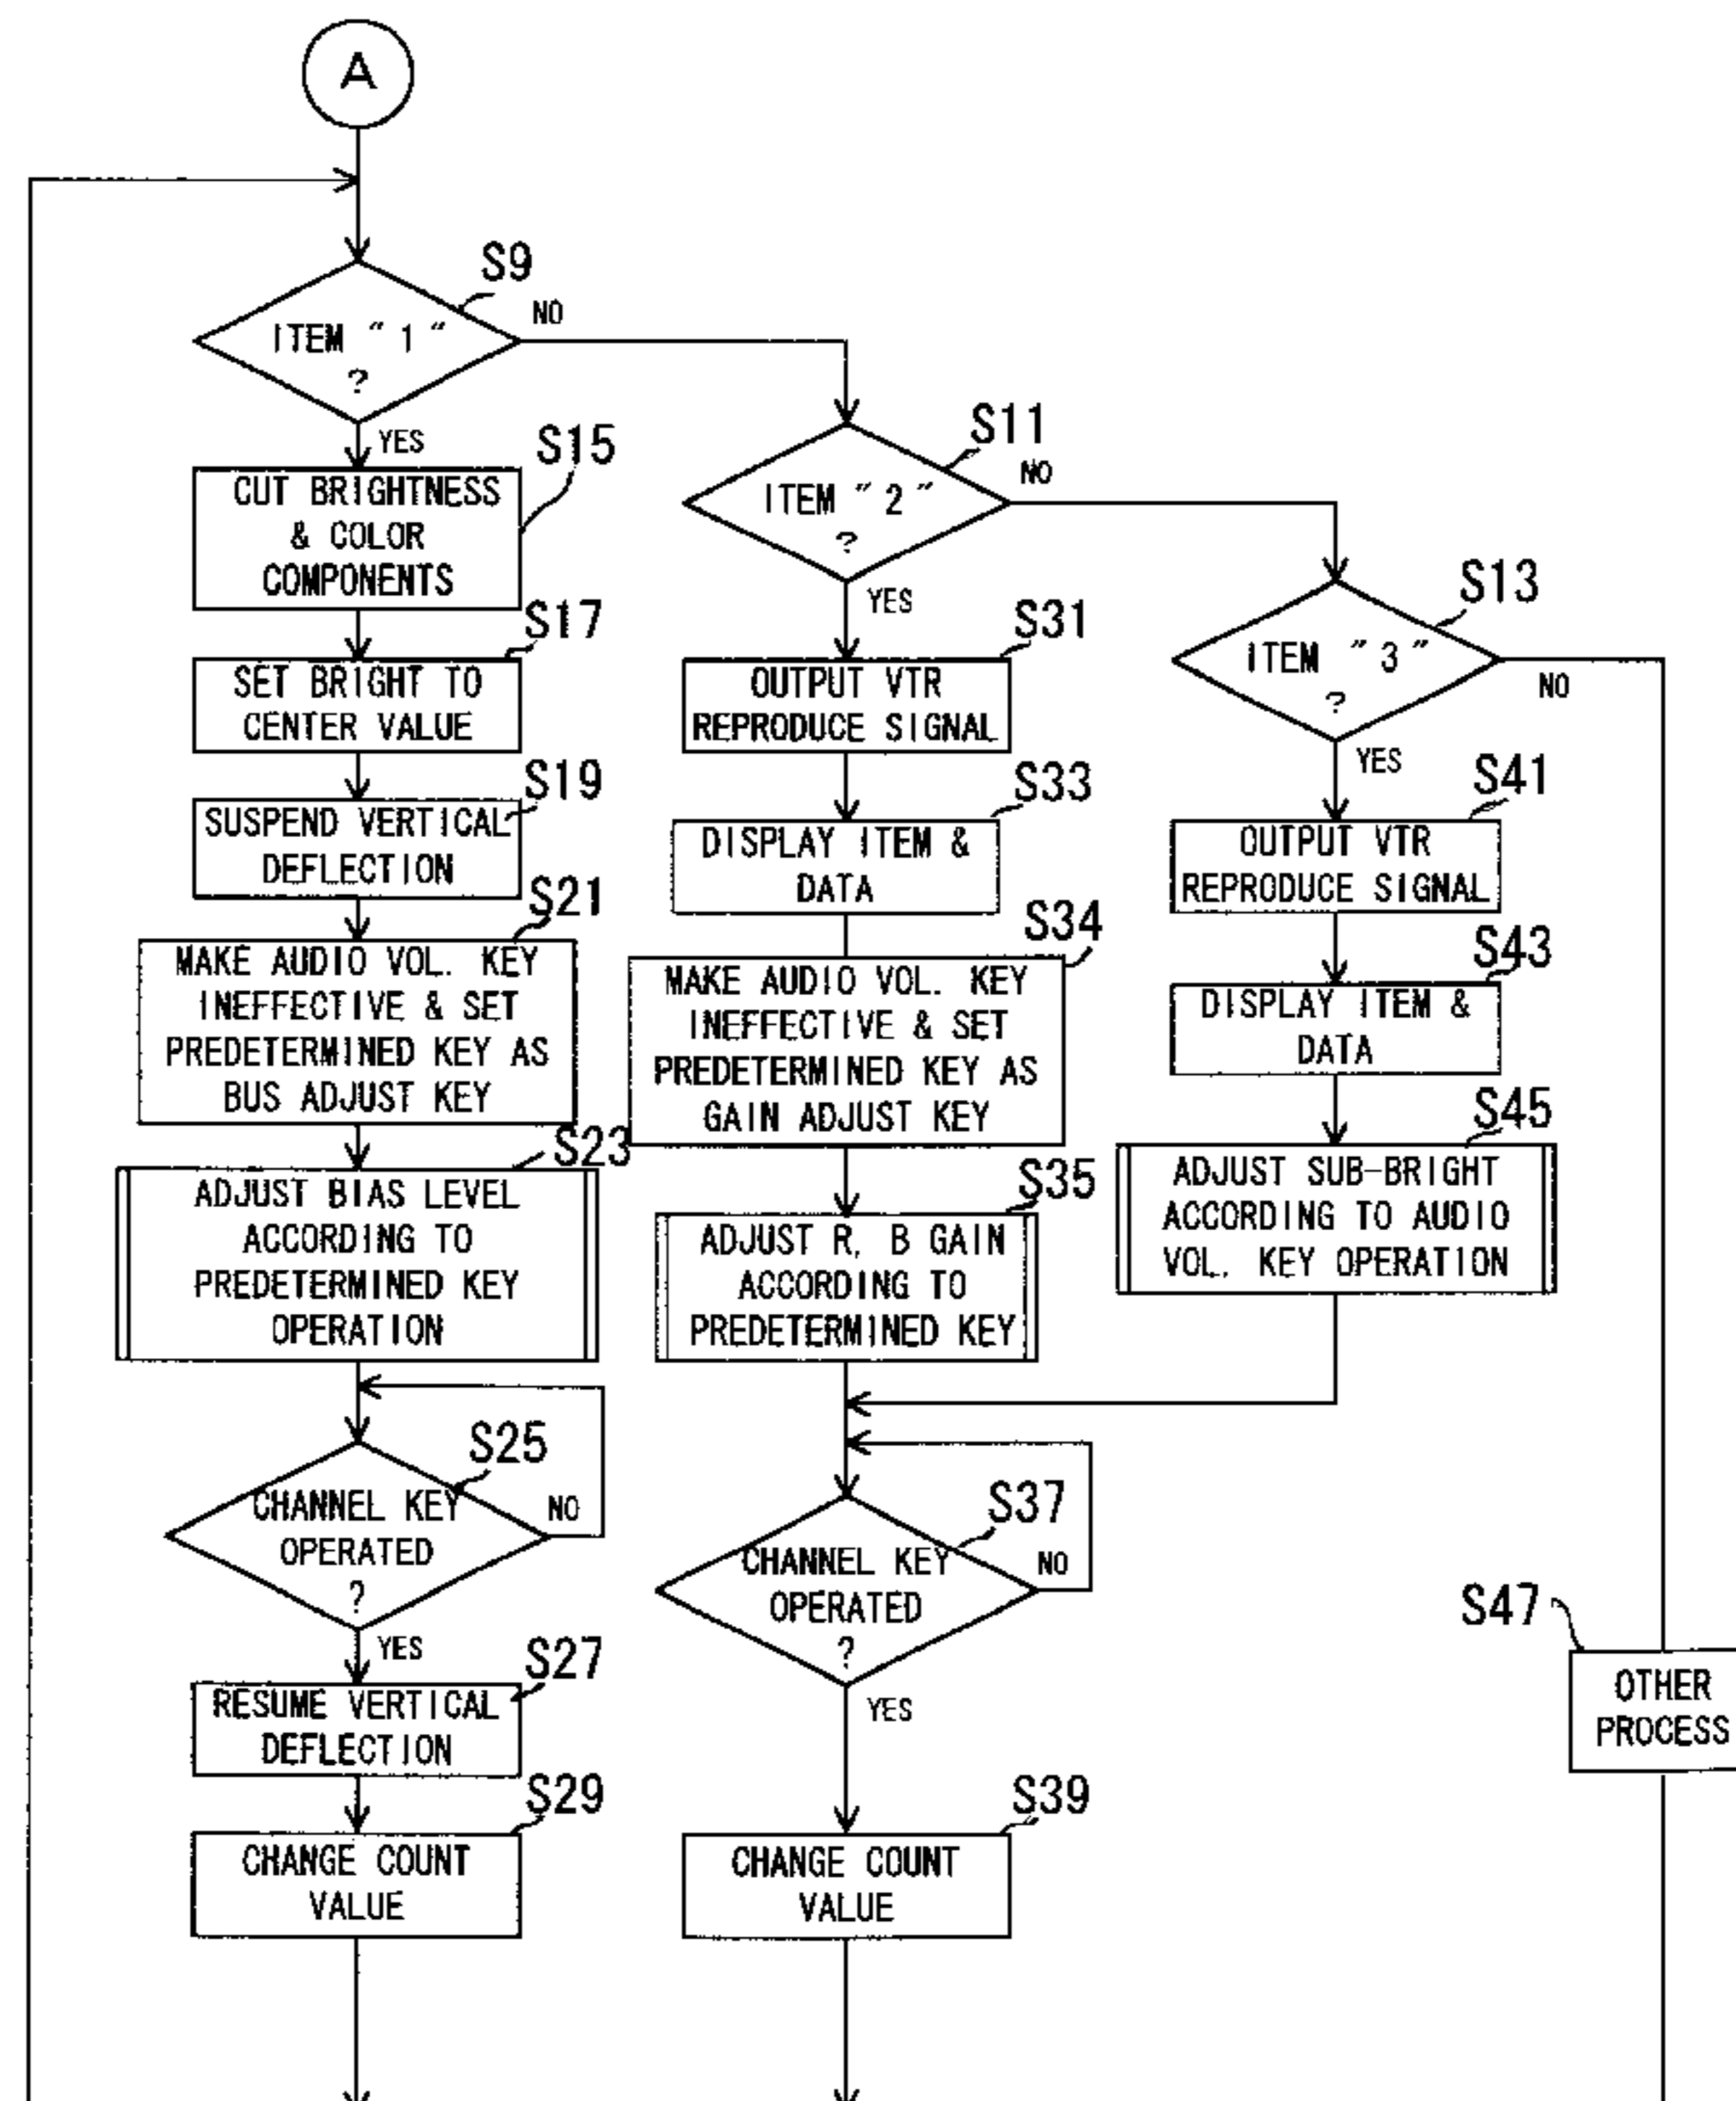 A
S9
ITEM "1"
?
NO
YES
S15
CUT BRIGHTNESS
& COLOR
COMPONENTS
S17
SET BRIGHT TO
CENTER VALUE
S19
SUSPEND VERTICAL
DEFLECTION
S21
MAKE AUDIO VOL. KEY
INEFFECTIVE & SET
PREDETERMINED KEY AS
BUS ADJUST KEY
S23
ADJUST BIAS LEVEL
ACCORDING TO
PREDETERMINED KEY
OPERATION
S25
CHANNEL KEY
OPERATED
?
NO
YES
S27
RESUME VERTICAL
DEFLECTION
S29
CHANGE COUNT
VALUE
S11
ITEM "2"
?
NO
YES
S31
OUTPUT VTR
REPRODUCE SIGNAL
S33
DISPLAY ITEM &
DATA
S34
MAKE AUDIO VOL. KEY
INEFFECTIVE & SET
PREDETERMINED KEY AS
GAIN ADJUST KEY
S35
ADJUST R, B GAIN
ACCORDING TO
PREDETERMINED KEY
S37
CHANNEL KEY
OPERATED
?
NO
YES
S39
CHANGE COUNT
VALUE
S13
ITEM "3"
?
NO
YES
S41
OUTPUT VTR
REPRODUCE SIGNAL
S43
DISPLAY ITEM &
DATA
S45
ADJUST SUB-BRIGHT
ACCORDING TO AUDIO
VOL. KEY OPERATION
S47
OTHER
PROCESS